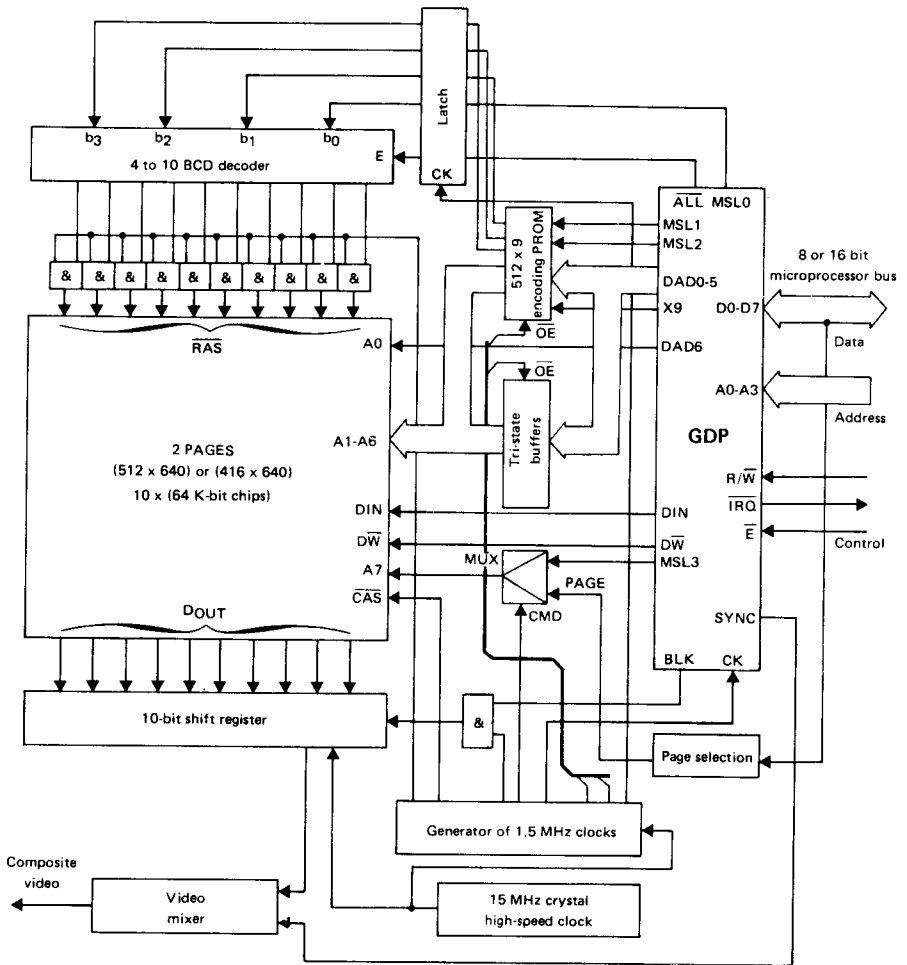 Latch
CK
b3
b2
b1
b0
4 to 10 BCD decoder
E
& & & & & & & & &
RAS
A0
A1-A6
2 PAGES
(512 x 640) or (416 x 640)
10 x (64 K-bit chips)
DIN
DW
A7
CAS
DOUT
10-bit shift register
512 x 9
encoding PROM
OE
OE
Tri-state
buffers
MUX
PAGE
CMD
ALL MSL0
MSL1
MSL2
DAD0-5
X9
DAD6
GDP
DIN
DW
MSL3
BLK
CK
D0-D7
A0-A3
R/W
IRQ
E
SYNC
8 or 16 bit
microprocessor bus
Data
Address
Control
&
Page selection
Generator of 1.5 MHz clocks
15 MHz crystal
high-speed clock
Composite
video
Video
mixer